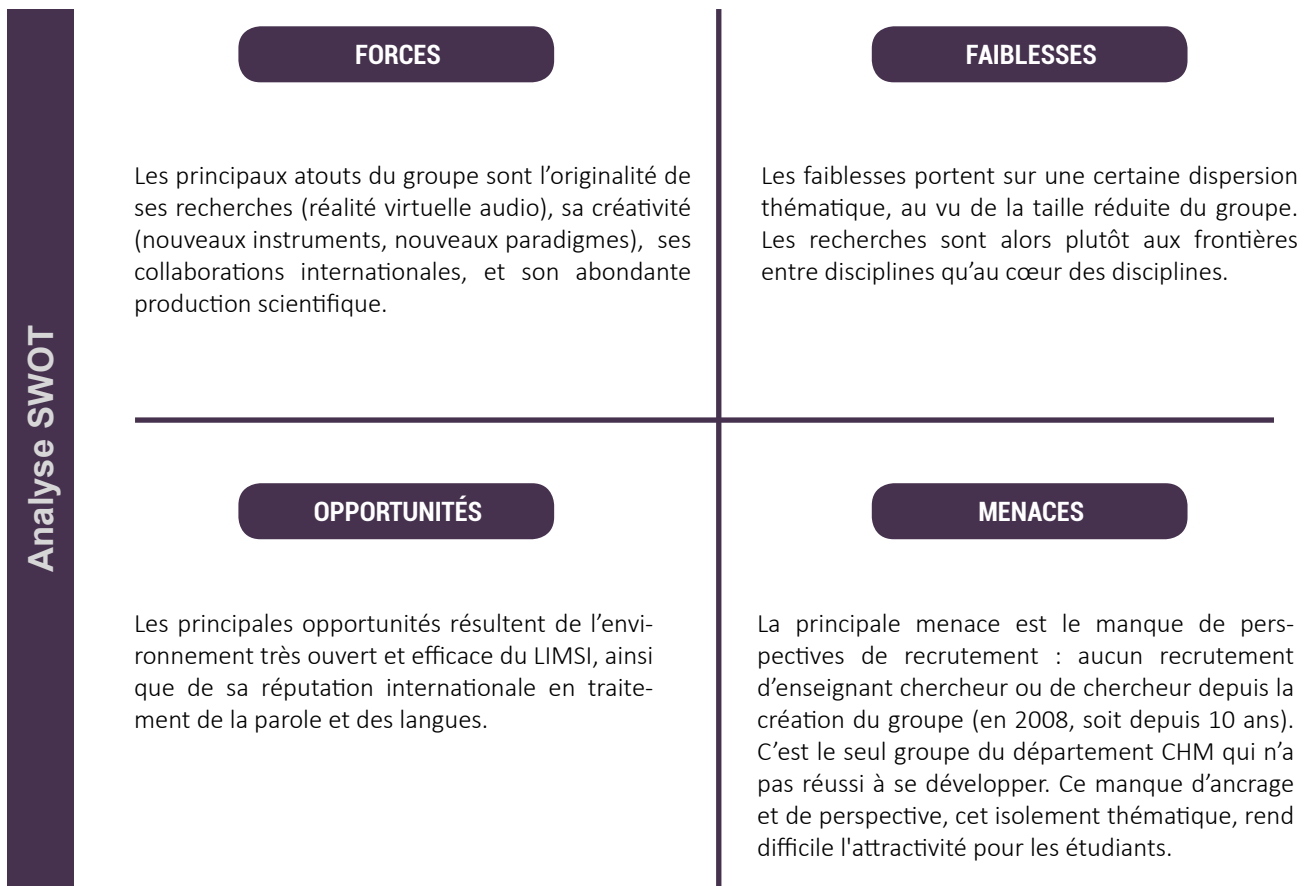 Analyse SWOT
FORCES
Les principaux atouts du groupe sont l’originalité de
ses recherches (réalité virtuelle audio), sa créativité
(nouveaux instruments, nouveaux paradigmes), ses
collaborations internationales, et son abondante
production scientifique.
FAIBLESSES
Les faiblesses portent sur une certaine dispersion
thématique, au vu de la taille réduite du groupe.
Les recherches sont alors plutôt aux frontières
entre disciplines qu’au cœur des disciplines.
OPPORTUNITÉS
Les principales opportunités résultent de l’envi-
ronnement très ouvert et efficace du LIMSI, ainsi
que de sa réputation internationale en traite-
ment de la parole et des langues.
MENACES
La principale menace est le manque de pers-
pectives de recrutement : aucun recrutement
d’enseignant chercheur ou de chercheur depuis la
création du groupe (en 2008, soit depuis 10 ans).
C’est le seul groupe du département CHM qui n’a
pas réussi à se développer. Ce manque d’ancrage
et de perspective, cet isolement thématique, rend
difficile l'attractivité pour les étudiants.